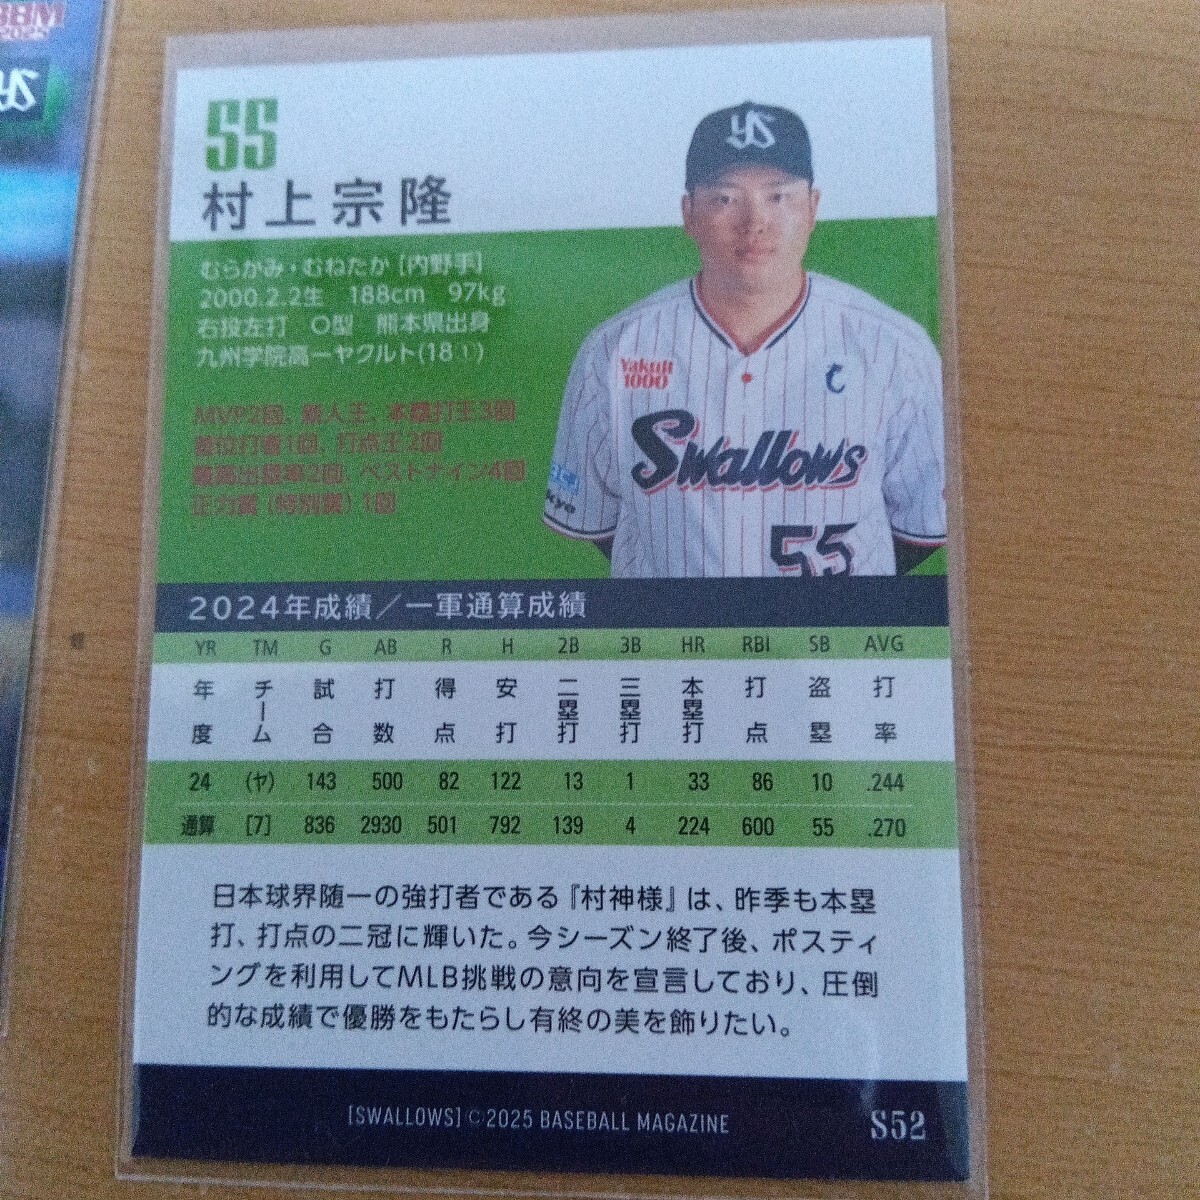 BBM
2025
YS
55
村上宗隆
むらかみ・むねたか [内野手]
2000.2.2生 188cm 97kg
右投左打 O型 熊本県出身
九州学院高ーヤクルト(18①)
MVP2回、新人王、本塁打王3回
首位打者1回、打点王2回
最高出塁率2回、ベストナイン4回
正力賞 (特別賞) 1回
YS
Yakult
1000
C
Swallows
55
2024年成績／一軍通算成績
YR TM G AB R H 2B 3B HR RBI SB AVG
年度 チーム 試合 打数 得点 安打 二塁打 三塁打 本塁打 打点 盗塁 打率
24 (ヤ) 143 500 82 122 13 1 33 86 10 .244
通算 [7] 836 2930 501 792 139 4 224 600 55 .270
日本球界随一の強打者である『村神様』は、昨季も本塁
打、打点の二冠に輝いた。今シーズン終了後、ポスティ
ングを利用してMLB挑戦の意向を宣言しており、圧倒
的な成績で優勝をもたらし有終の美を飾りたい。
[SWALLOWS] ©2025 BASEBALL MAGAZINE
S52